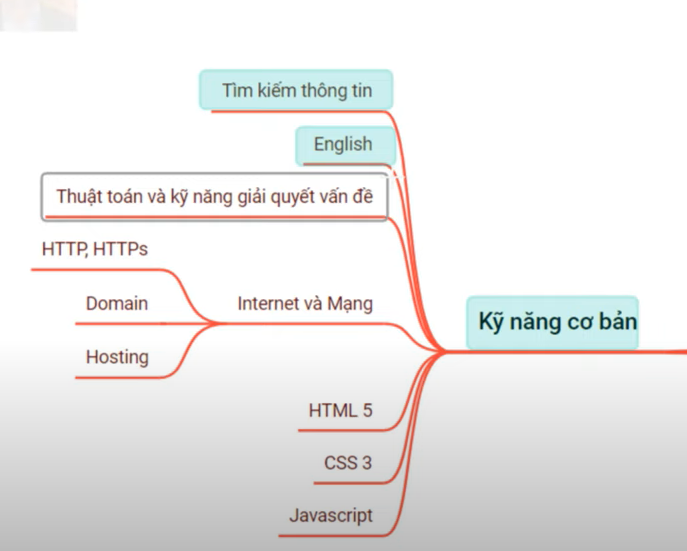 Tìm kiếm thông tin
English
Thuật toán và kỹ năng giải quyết vấn đề
HTTP, HTTPs
Domain
Internet và Mạng
Kỹ năng cơ bản
Hosting
HTML 5
CSS 3
Javascript